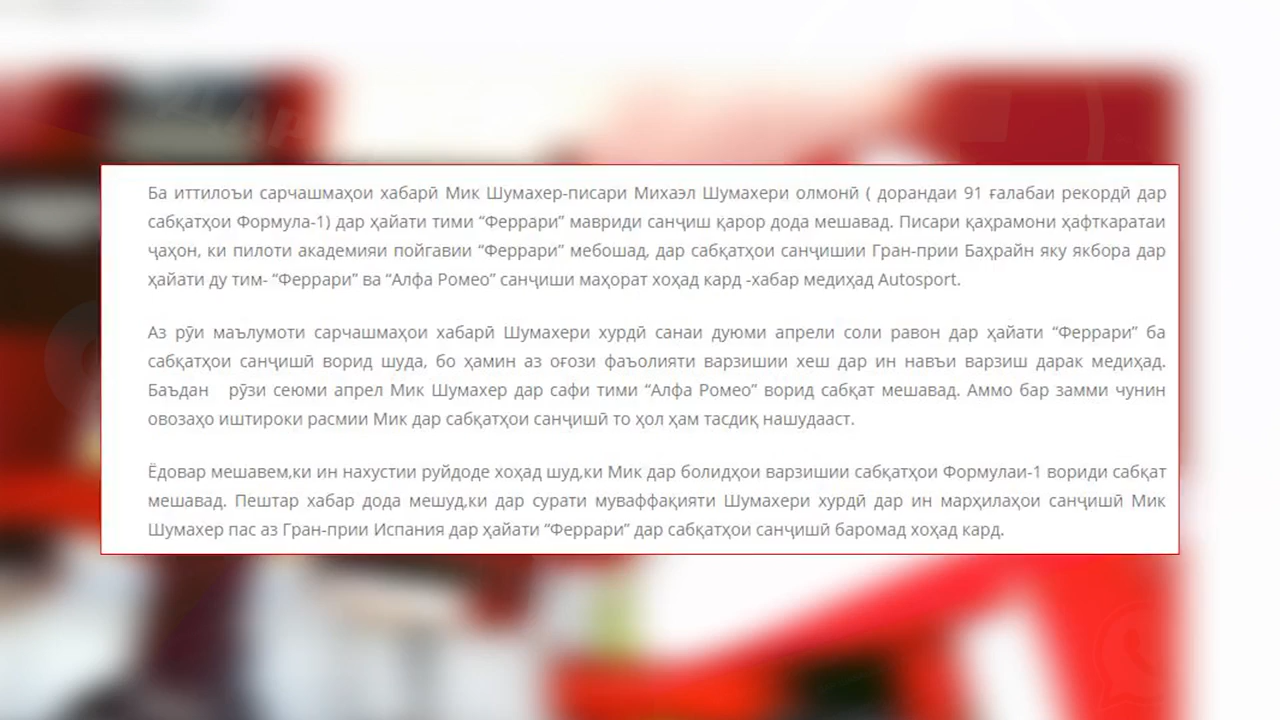 Ба иттилоъи сарчашмаҳои хабарӣ Мик Шумахер-писари Михаэл Шумахери олмонӣ ( дорандаи 91 ғалабаи рекордӣ дар
сабқатҳои Формула-1) дар ҳайати тими “Феррари” мавриди санҷиш қарор дода мешавад. Писари қаҳрамони ҳафткаратаи
ҷаҳон, ки пилоти академияи пойгавии “Феррари” мебошад, дар сабқатҳои санҷишии Гран-прии Баҳрайн яку якбора дар
ҳайати ду тим- “Феррари” ва “Алфа Ромео” санҷиши маҳорат хоҳад кард -хабар медиҳад Autosport.
Аз рӯи маълумоти сарчашмаҳои хабарӣ Шумахери хурдӣ санаи дуюми апрели соли равон дар ҳайати “Феррари” ба
сабқатҳои санҷишӣ ворид шуда, бо ҳамин аз оғози фаъолияти варзишии хеш дар ин навъи варзиш дарак медиҳад.
Баъдан рӯзи сеюми апрел Мик Шумахер дар сафи тими “Алфа Ромео” ворид сабқат мешавад. Аммо бар замми чунин
овозаҳо иштироки расмии Мик дар сабқатҳои санҷишӣ то ҳол ҳам тасдиқ нашудааст.
Ёдовар мешавем,ки ин нахустии руйдоде хоҳад шуд,ки Мик дар болидҳои варзишии сабқатҳои Формулаи-1 вориди сабқат
мешавад. Пештар хабар дода мешуд,ки дар сурати муваффақияти Шумахери хурдӣ дар ин марҳилаҳои санҷишӣ Мик
Шумахер пас аз Гран-прии Испания дар ҳайати “Феррари” дар сабқатҳои санҷишӣ баромад хоҳад кард.